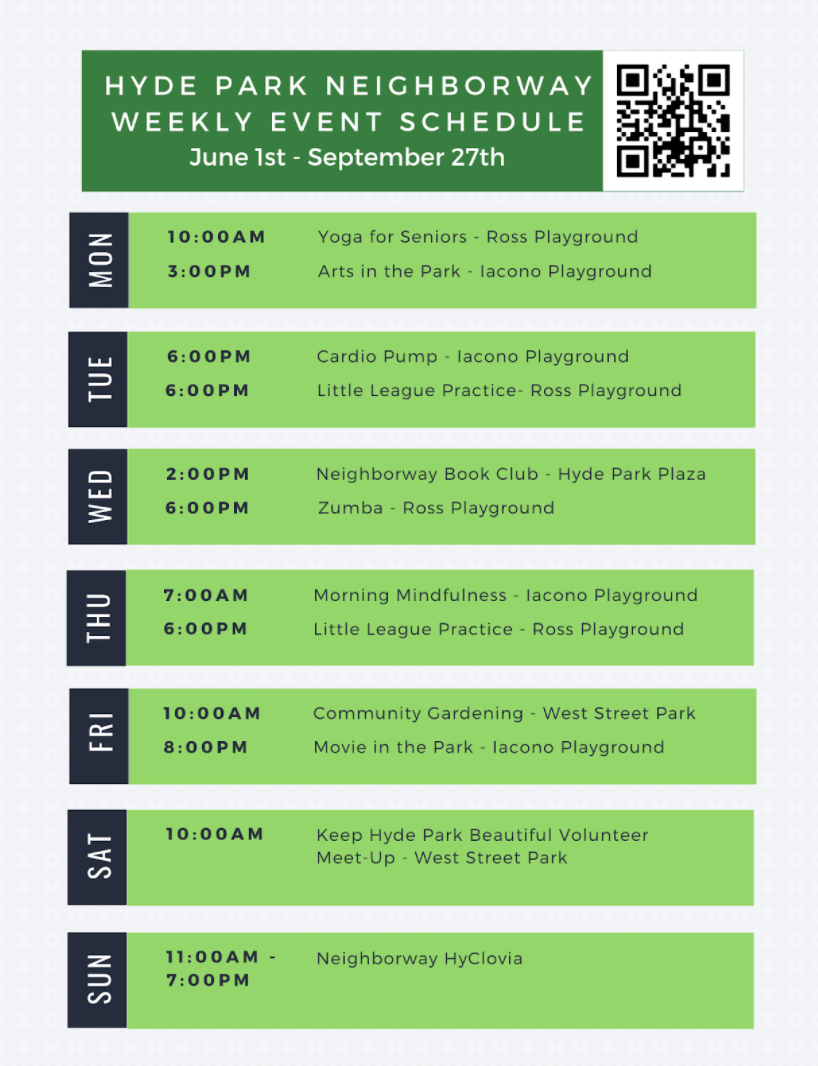 HYDE PARK NEIGHBORWAY
WEEKLY EVENT SCHEDULE
June 1st - September 27th
MON
10:00AM Yoga for Seniors - Ross Playground
3:00PM Arts in the Park - Iacono Playground
TUE
6:00PM Cardio Pump - Iacono Playground
6:00PM Little League Practice- Ross Playground
WED
2:00PM Neighborway Book Club - Hyde Park Plaza
6:00PM Zumba - Ross Playground
THU
7:00AM Morning Mindfulness - Iacono Playground
6:00PM Little League Practice - Ross Playground
FRI
10:00AM Community Gardening - West Street Park
8:00PM Movie in the Park - Iacono Playground
SAT
10:00AM Keep Hyde Park Beautiful Volunteer
Meet-Up - West Street Park
SUN
11:00AM - Neighborway HyClovia
7:00PM